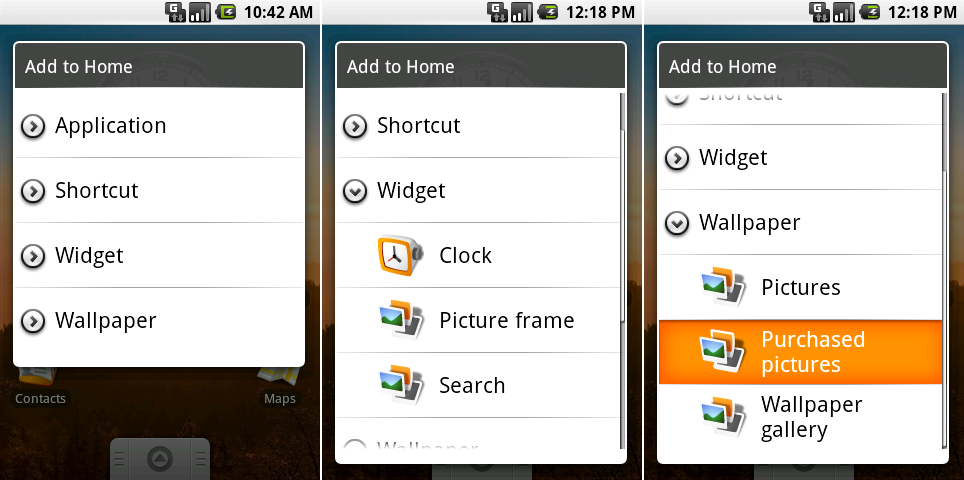 10:42 AM
Add to Home
Application
Shortcut
Widget
Wallpaper
Contacts
Maps
12:18 PM
Add to Home
Shortcut
Widget
Clock
Picture frame
Search
Wallpaper
12:18 PM
Add to Home
Shortcut
Widget
Wallpaper
Pictures
Purchased
pictures
Wallpaper
gallery